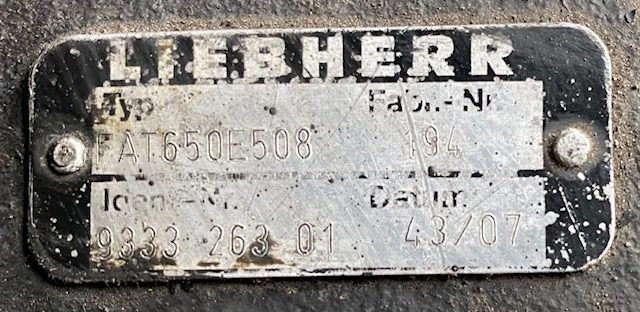 LIEBHERR
Typ Fabr.-Nr.
FAT650E508 194
Ident-Nr. Datum
9333 263 01 43/07